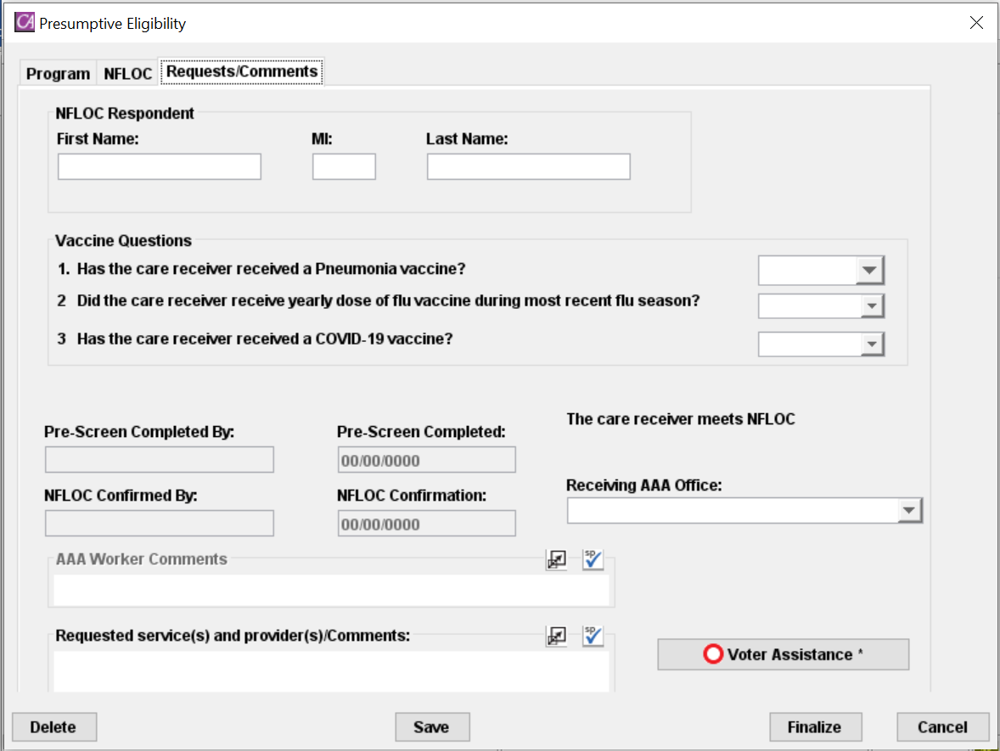 CA Presumptive Eligibility
Program NFLOC Requests/Comments
NFLOC Respondent
First Name: MI: Last Name:
Vaccine Questions
1. Has the care receiver received a Pneumonia vaccine?
2 Did the care receiver receive yearly dose of flu vaccine during most recent flu season?
3 Has the care receiver received a COVID-19 vaccine?
The care receiver meets NFLOC
Pre-Screen Completed By: Pre-Screen Completed:
00/00/0000
Receiving AAA Office:
NFLOC Confirmed By: NFLOC Confirmation:
00/00/0000
AAA Worker Comments sp
Requested service(s) and provider(s)/Comments: sp
Voter Assistance *
Delete Save Finalize Cancel